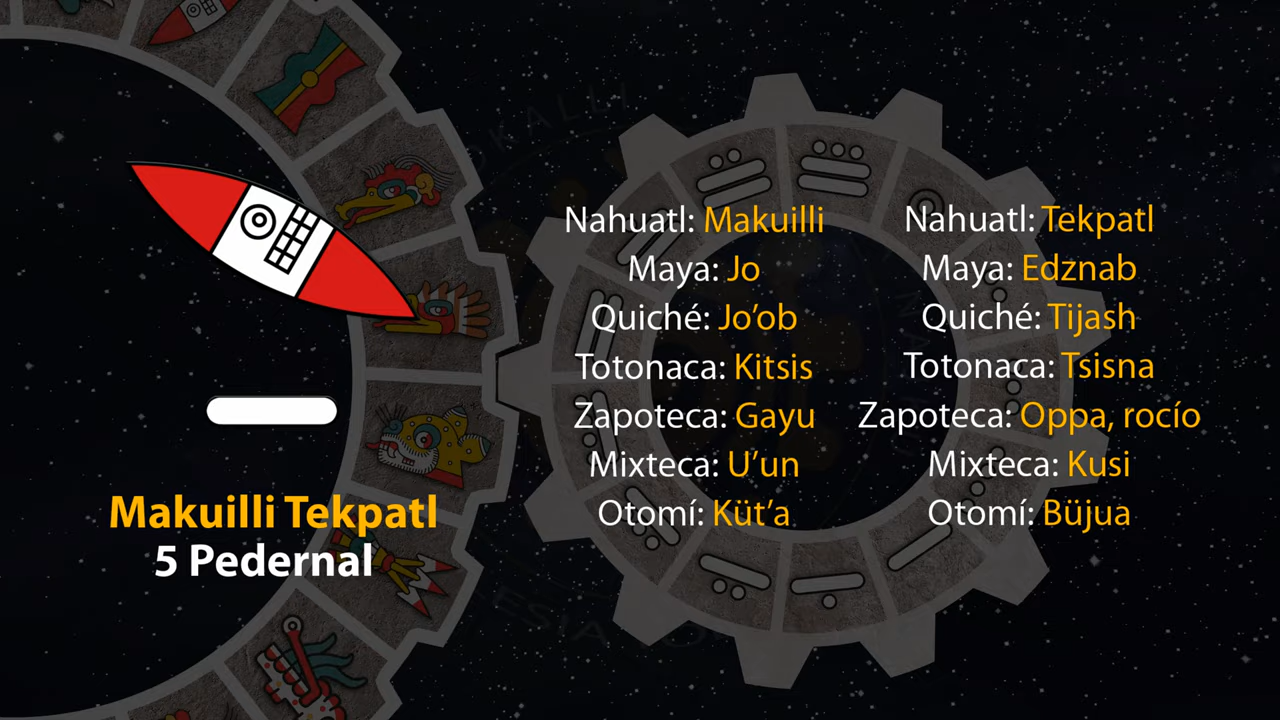 Makuilli Tekpatl
5 Pedernal
Nahuatl: Makuilli
Maya: Jo
Quiché: Jo’ob
Totonaca: Kitsis
Zapoteca: Gayu
Mixteca: U’un
Otomí: Küt’a
Nahuatl: Tekpatl
Maya: Edznab
Quiché: Tijash
Totonaca: Tsisna
Zapoteca: Oppa, rocío
Mixteca: Kusi
Otomí: Büjua